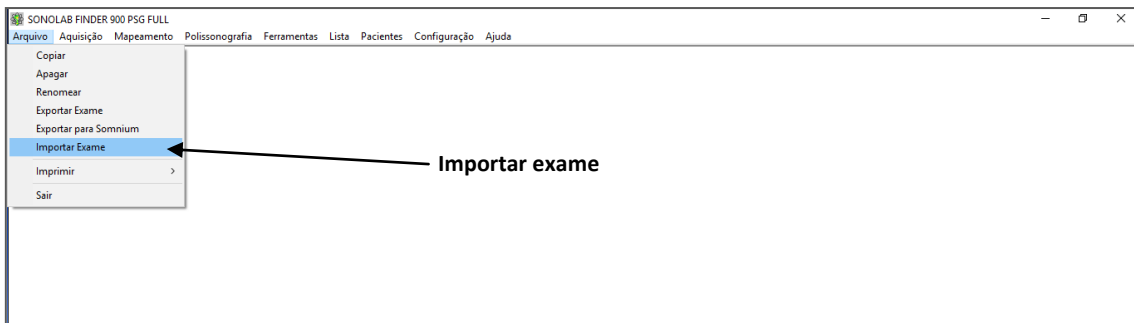 SONOLAB FINDER 900 PSG FULL
Arquivo Aquisição Mapeamento Polissonografia Ferramentas Lista Pacientes Configuração Ajuda
Copiar
Apagar
Renomear
Exportar Exame
Exportar para Somnium
Importar Exame
Importar exame
Imprimir
Sair